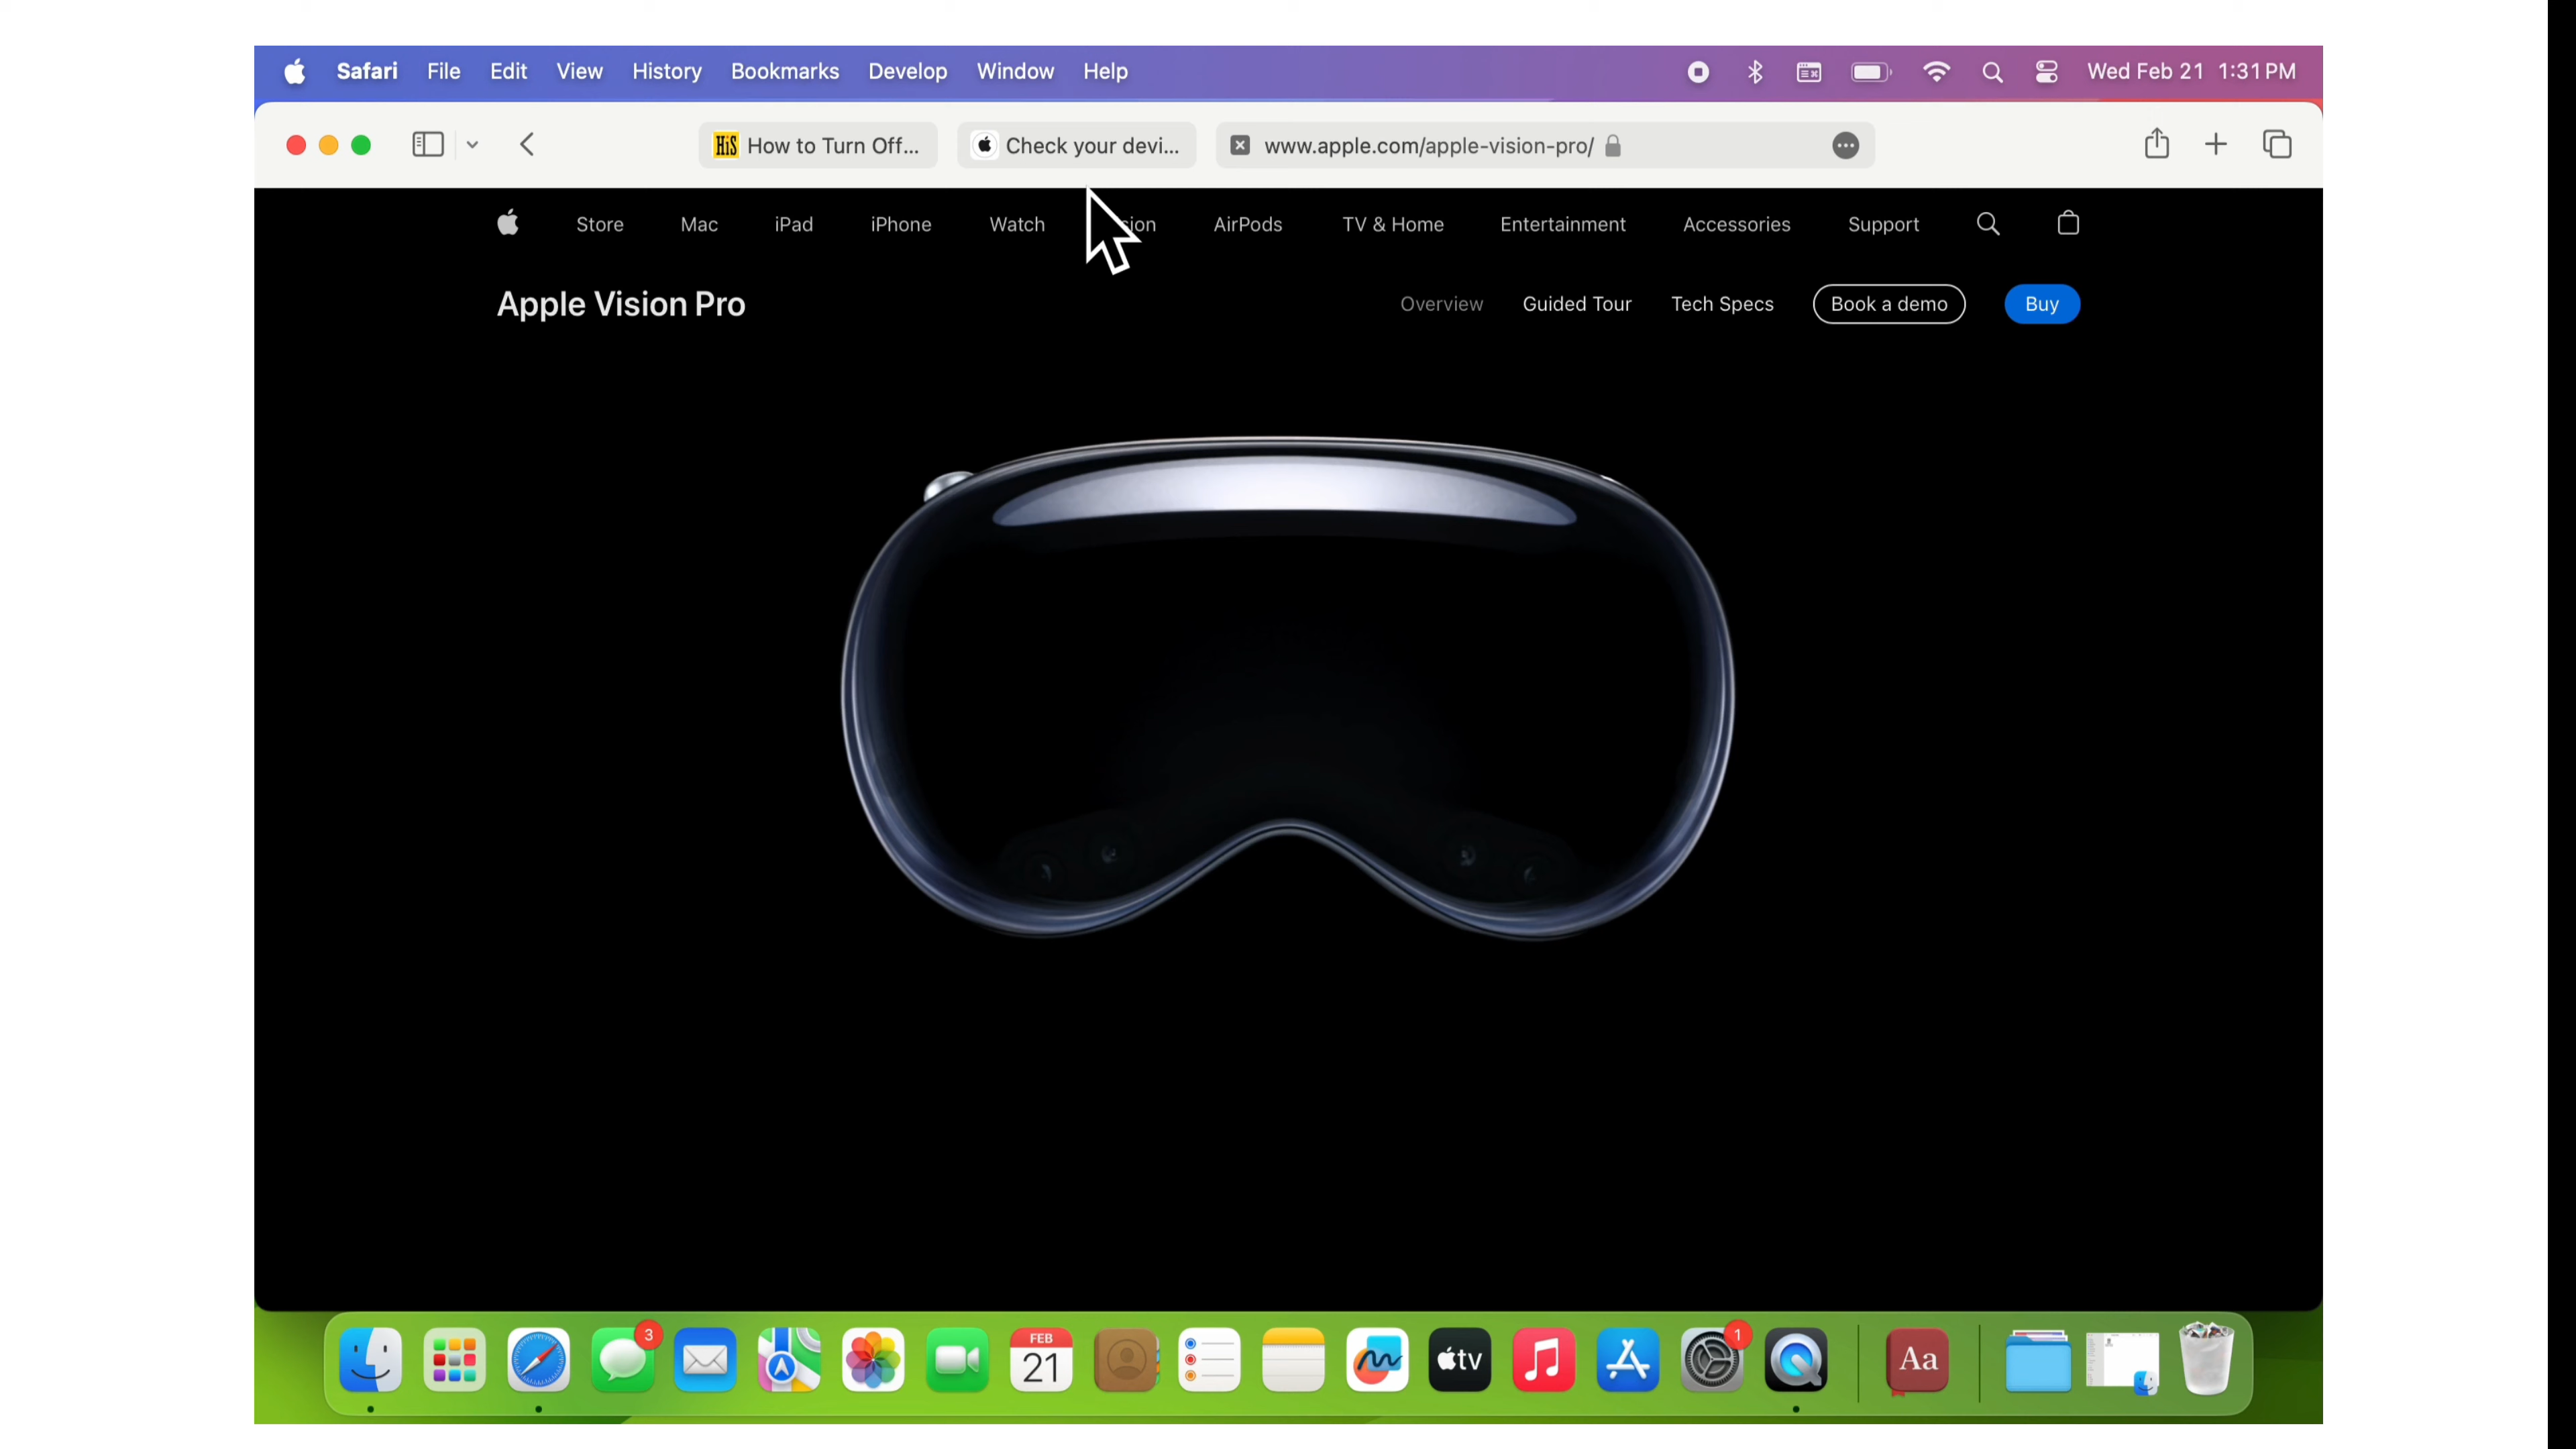 Safari File Edit View History Bookmarks Develop Window Help Wed Feb 21 1:31 PM
HiS How to Turn Off... Check your devi... www.apple.com/apple-vision-pro/
Store Mac iPad iPhone Watch AirPods TV & Home Entertainment Accessories Support
Apple Vision Pro Overview Guided Tour Tech Specs Book a demo Buy
3 FEB 21 tv 1 Aa